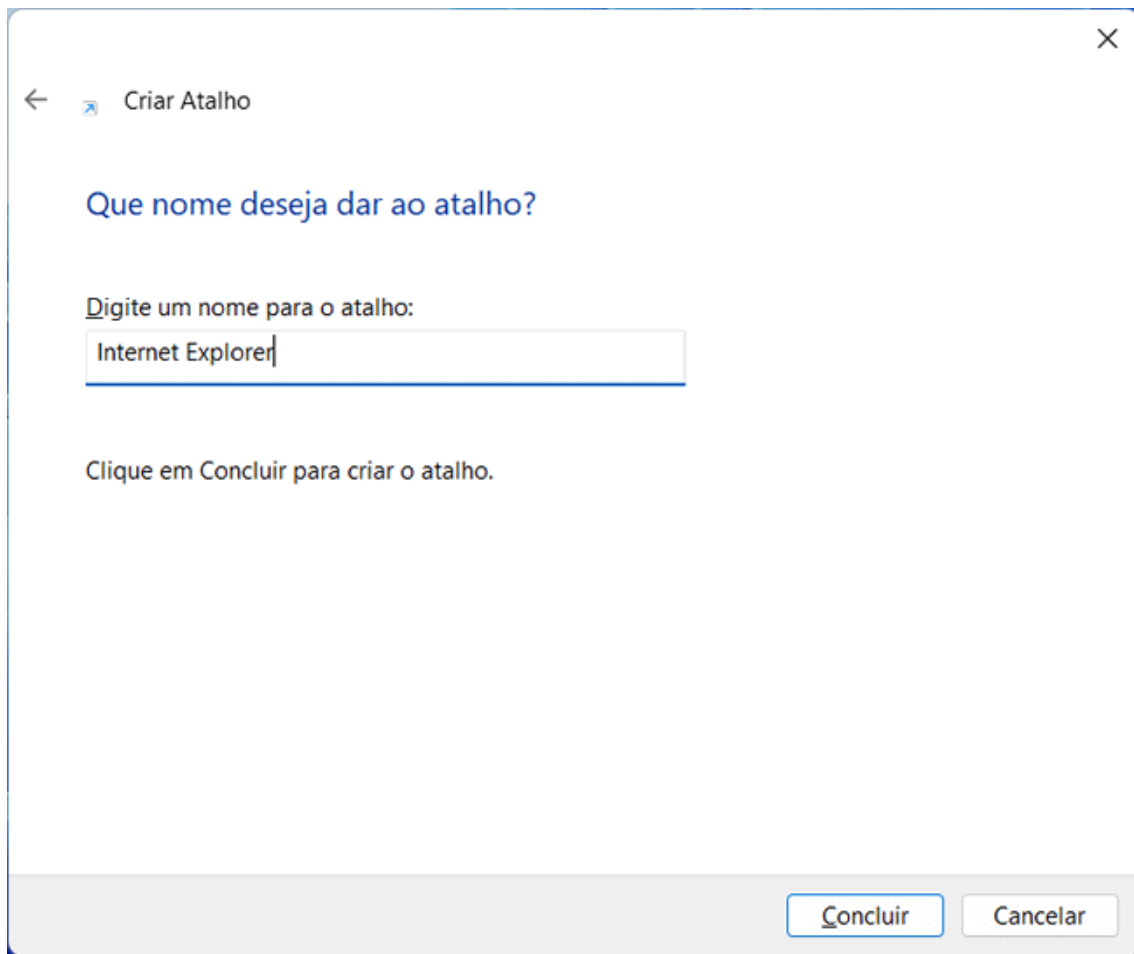 Criar Atalho
Que nome deseja dar ao atalho?
Digite um nome para o atalho:
Internet Explorer
Clique em Concluir para criar o atalho.
Concluir Cancelar